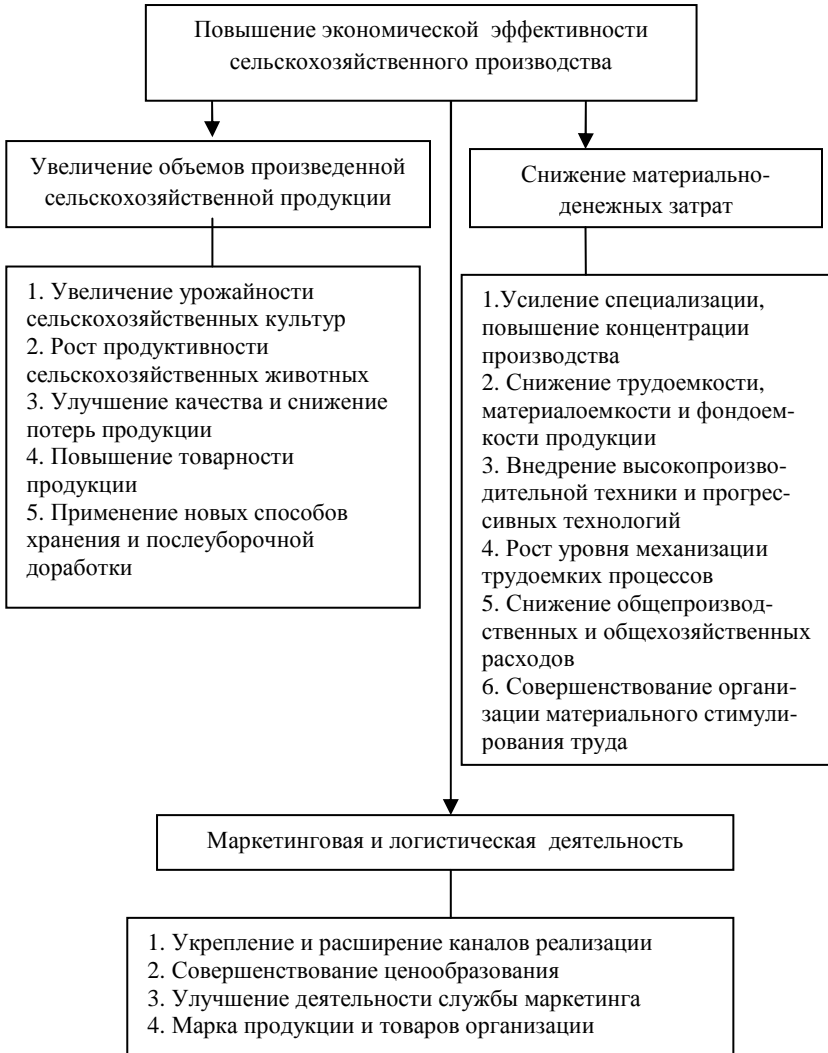 Повышение экономической эффективности
сельскохозяйственного производства
Увеличение объемов произведенной
сельскохозяйственной продукции
Снижение материально-
денежных затрат
1. Увеличение урожайности
сельскохозяйственных культур
2. Рост продуктивности
сельскохозяйственных животных
3. Улучшение качества и снижение
потерь продукции
4. Повышение товарности
продукции
5. Применение новых способов
хранения и послеуборочной
доработки
1.Усиление специализации,
повышение концентрации
производства
2. Снижение трудоемкости,
материалоемкости и фондоем-
кости продукции
3. Внедрение высокопроизво-
дительной техники и прогрес-
сивных технологий
4. Рост уровня механизации
трудоемких процессов
5. Снижение общепроизвод-
ственных и общехозяйственных
расходов
6. Совершенствование органи-
зации материального стимули-
рования труда
Маркетинговая и логистическая деятельность
1. Укрепление и расширение каналов реализации
2. Совершенствование ценообразования
3. Улучшение деятельности службы маркетинга
4. Марка продукции и товаров организации